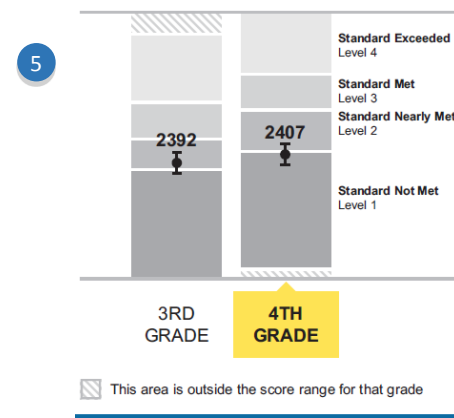 5
Standard Exceeded
Level 4
Standard Met
Level 3
Standard Nearly Met
Level 2
2392
2407
Standard Not Met
Level 1
3RD
GRADE
4TH
GRADE
This area is outside the score range for that grade